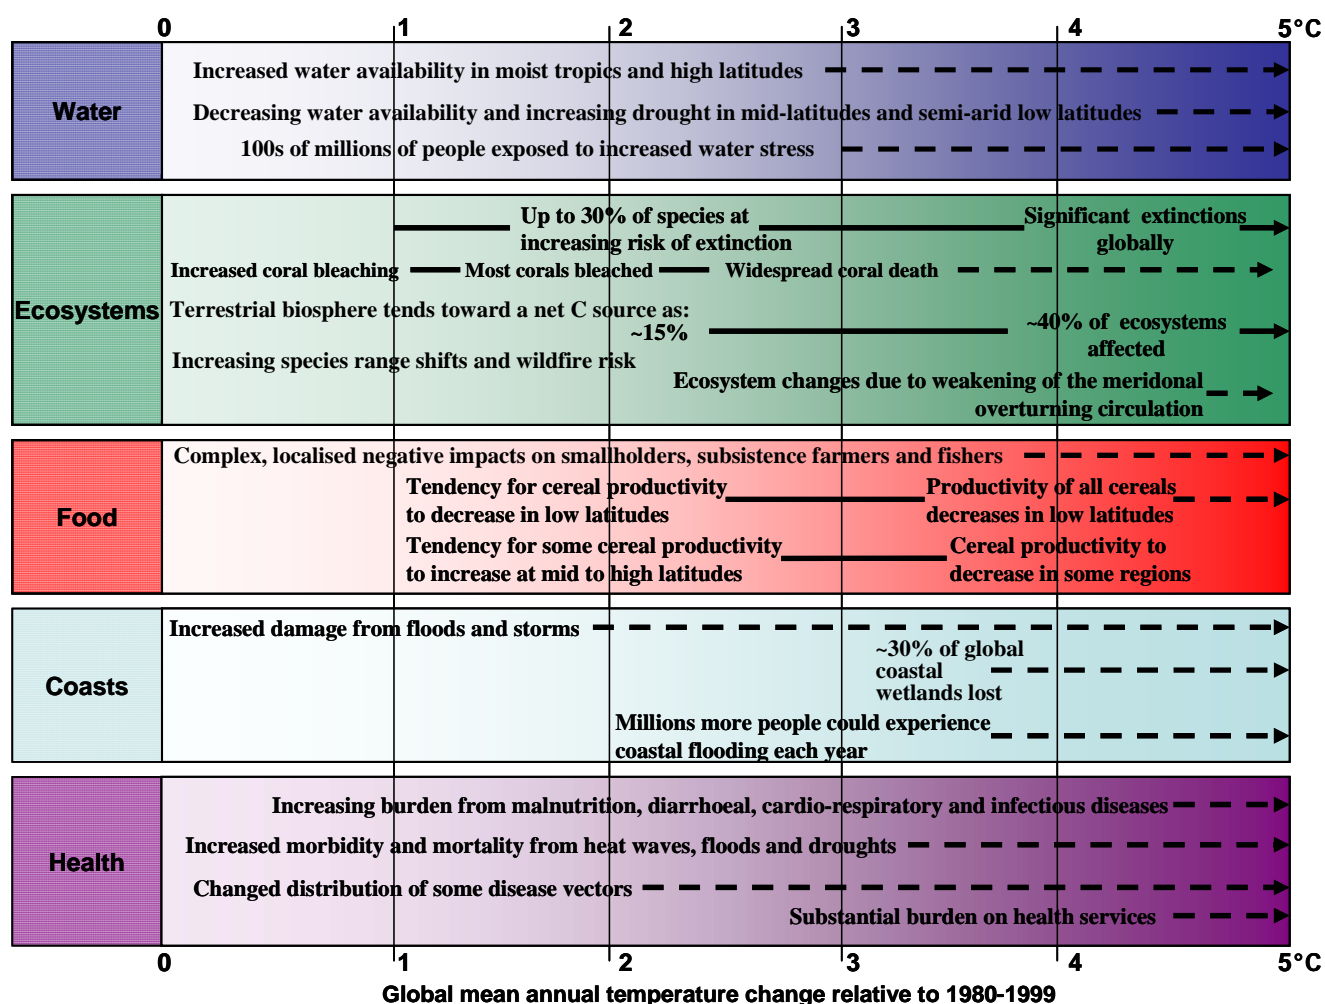 0 1 2 3 4 5°C
Water
Increased water availability in moist tropics and high latitudes
Decreasing water availability and increasing drought in mid-latitudes and semi-arid low latitudes
100s of millions of people exposed to increased water stress
Ecosystems
Up to 30% of species at
increasing risk of extinction
Significant extinctions
globally
Increased coral bleaching Most corals bleached Widespread coral death
Terrestrial biosphere tends toward a net C source as:
~15%
~40% of ecosystems
affected
Increasing species range shifts and wildfire risk
Ecosystem changes due to weakening of the meridonal
overturning circulation
Food
Complex, localised negative impacts on smallholders, subsistence farmers and fishers
Tendency for cereal productivity
to decrease in low latitudes
Productivity of all cereals
decreases in low latitudes
Tendency for some cereal productivity
to increase at mid to high latitudes
Cereal productivity to
decrease in some regions
Coasts
Increased damage from floods and storms
~30% of global
coastal
wetlands lost
Millions more people could experience
coastal flooding each year
Health
Increasing burden from malnutrition, diarrhoeal, cardio-respiratory and infectious diseases
Increased morbidity and mortality from heat waves, floods and droughts
Changed distribution of some disease vectors
Substantial burden on health services
0 1 2 3 4 5°C
Global mean annual temperature change relative to 1980-1999